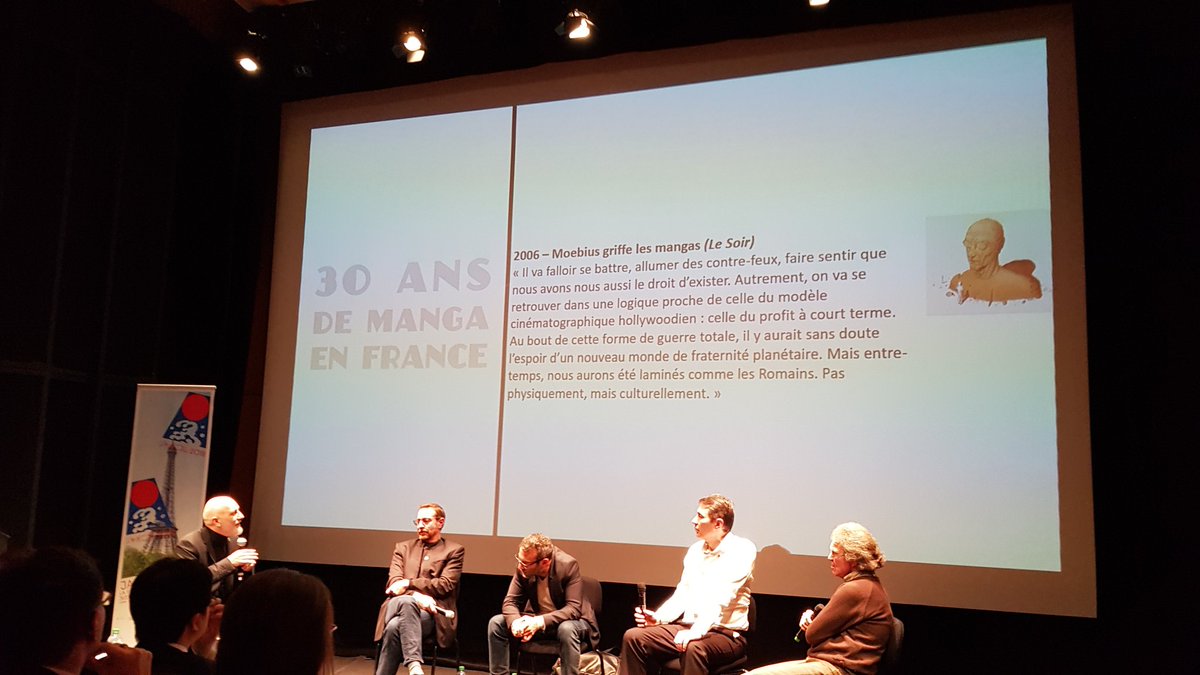 30 ANS
DE MANGA
EN FRANCE
2006 – Moebius griffe les mangas (Le Soir)
« Il va falloir se battre, allumer des contre-feux, faire sentir que
nous avons nous aussi le droit d’exister. Autrement, on va se
retrouver dans une logique proche de celle du modèle
cinématographique hollywoodien : celle du profit à court terme.
Au bout de cette forme de guerre totale, il y aurait sans doute
l’espoir d’un nouveau monde de fraternité planétaire. Mais entre-
temps, nous aurons été laminés comme les Romains. Pas
physiquement, mais culturellement. »